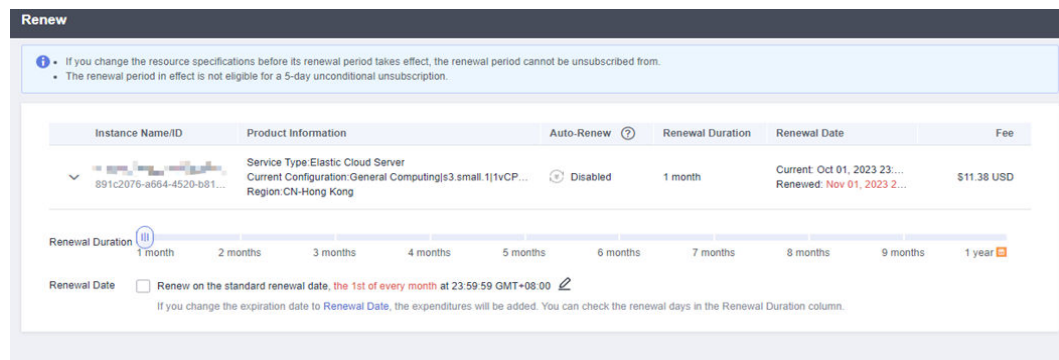 Renew
If you change the resource specifications before its renewal period takes effect, the renewal period cannot be unsubscribed from.
The renewal period in effect is not eligible for a 5-day unconditional unsubscription.
Instance Name/ID Product Information Auto-Renew Renewal Duration Renewal Date Fee
Service Type:Elastic Cloud Server
891c2076-a664-4520-b81... Current Configuration:General Computing|s3.small.1|1vCP... Disabled 1 month Current: Oct 01, 2023 23:... $11.38 USD
Region:CN-Hong Kong Renewed: Nov 01, 2023 2...
Renewal Duration
1 month 2 months 3 months 4 months 5 months 6 months 7 months 8 months 9 months 1 year
Renewal Date Renew on the standard renewal date, the 1st of every month at 23:59:59 GMT+08:00
If you change the expiration date to Renewal Date, the expenditures will be added. You can check the renewal days in the Renewal Duration column.